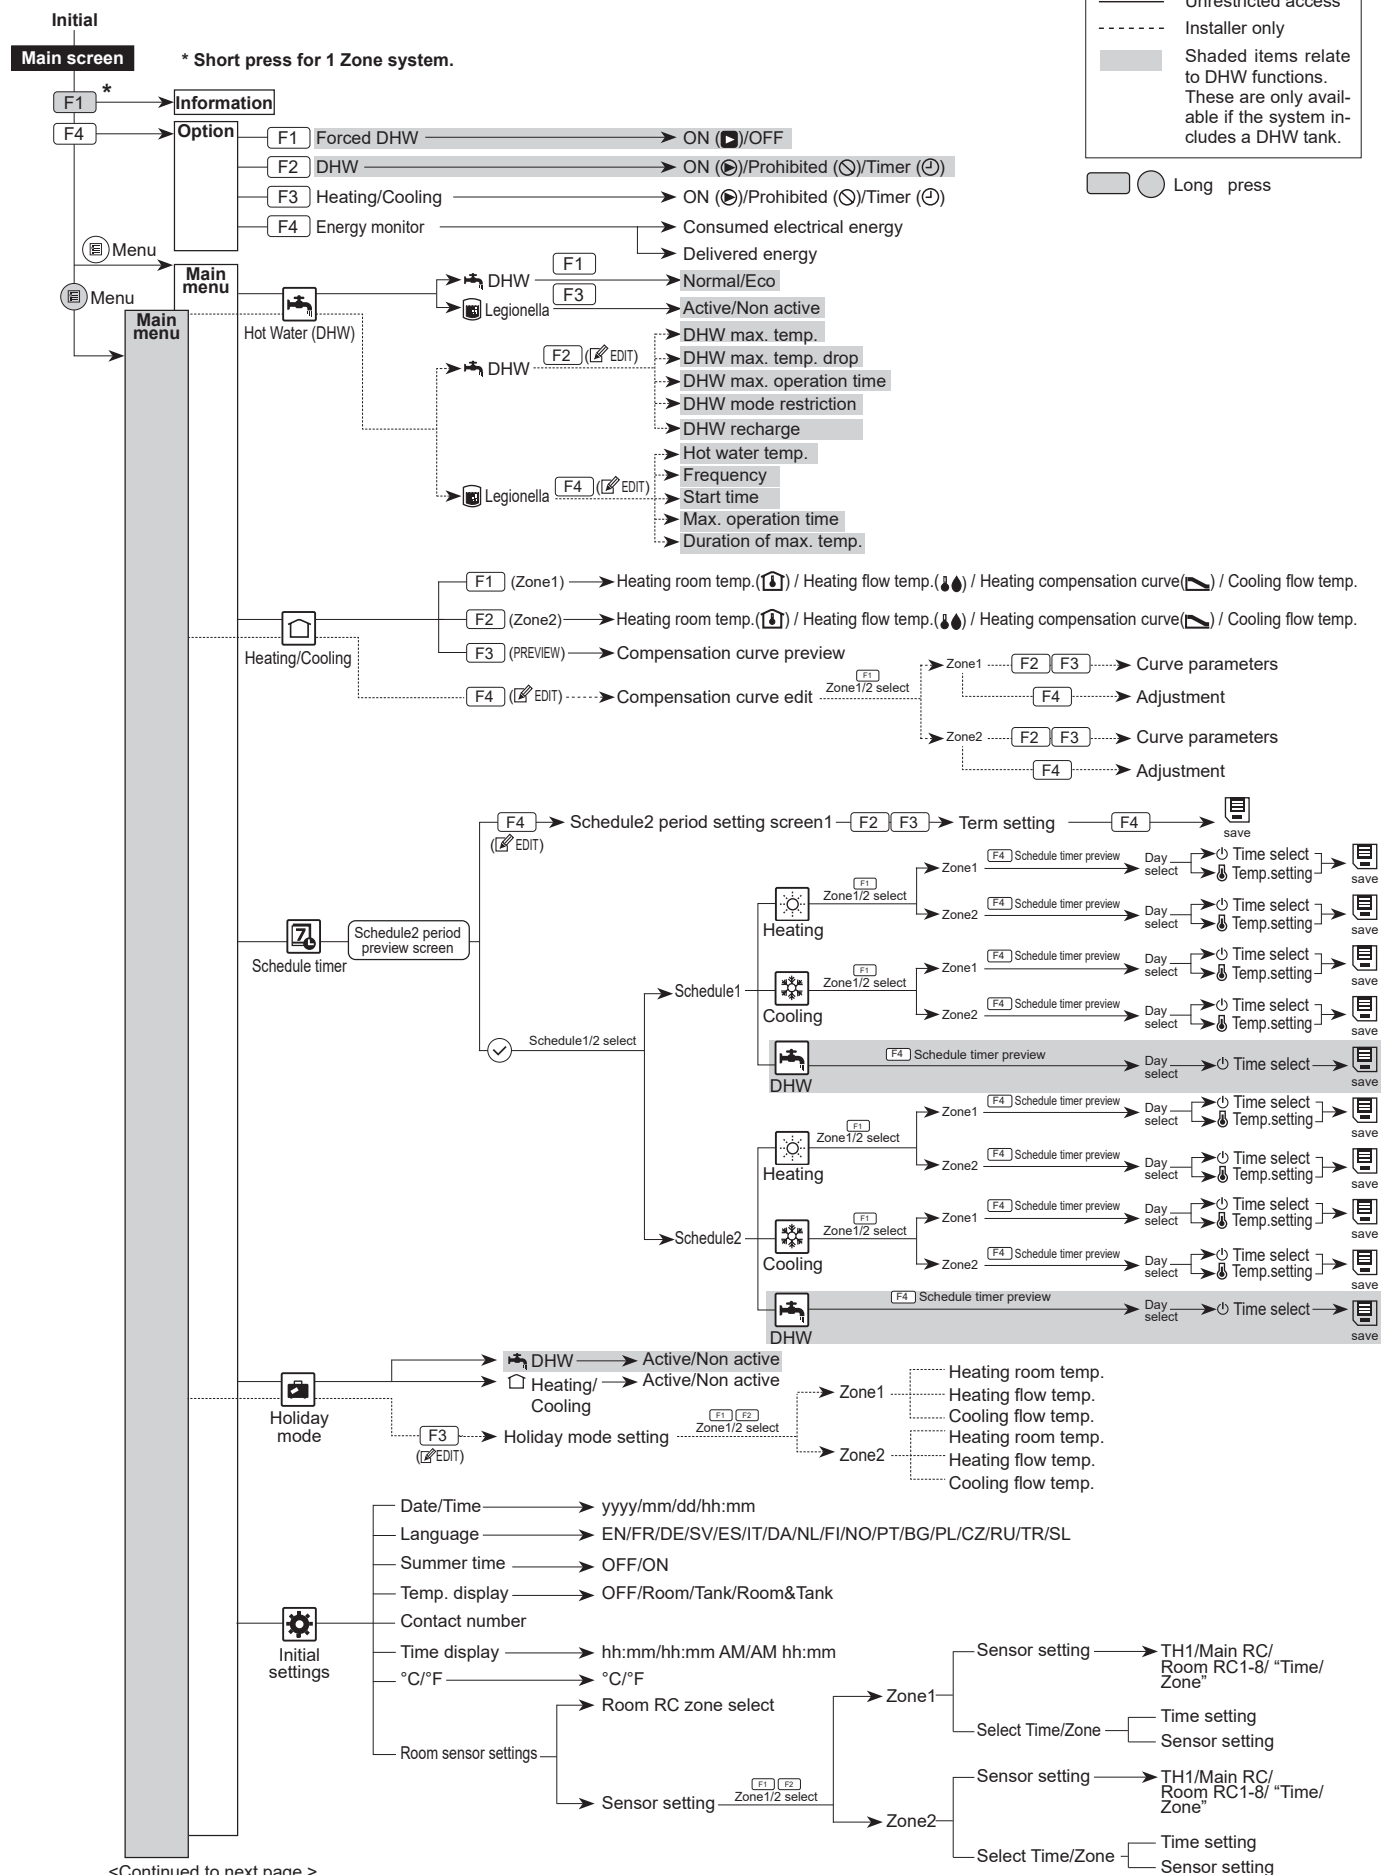 Initial
Main screen
* Short press for 1 Zone system.
Unrestricted access
Installer only
Shaded items relate
to DHW functions.
These are only avail-
able if the system in-
cludes a DHW tank.
Long press
F1
*
Information
F4
Option
F1 Forced DHW ON ()/OFF
F2 DHW ON ()/Prohibited ()/Timer ()
F3 Heating/Cooling ON ()/Prohibited ()/Timer ()
F4 Energy monitor Consumed electrical energy
Delivered energy
Menu
Main
menu
Menu
Main
menu
Hot Water (DHW)
DHW F1 Normal/Eco
Legionella F3 Active/Non active
DHW F2 (EDIT)
DHW max. temp.
DHW max. temp. drop
DHW max. operation time
DHW mode restriction
DHW recharge
Legionella F4 (EDIT)
Hot water temp.
Frequency
Start time
Max. operation time
Duration of max. temp.
Heating/Cooling
F1 (Zone1) Heating room temp.() / Heating flow temp.() / Heating compensation curve() / Cooling flow temp.
F2 (Zone2) Heating room temp.() / Heating flow temp.() / Heating compensation curve() / Cooling flow temp.
F3 (PREVIEW) Compensation curve preview
F4 (EDIT) Compensation curve edit
F1
Zone1/2 select
Zone1 F2 F3 Curve parameters
F4 Adjustment
Zone2 F2 F3 Curve parameters
F4 Adjustment
7
Schedule timer
Schedule2 period
preview screen
F4 Schedule2 period setting screen1 F2 F3 Term setting F4
(EDIT)
save
Schedule1/2 select
Schedule1
Heating
F1
Zone1/2 select
Zone1 F4 Schedule timer preview
Day
select
Time select
Temp.setting
save
Zone2 F4 Schedule timer preview
Day
select
Time select
Temp.setting
save
Cooling
F1
Zone1/2 select
Zone1 F4 Schedule timer preview
Day
select
Time select
Temp.setting
save
Zone2 F4 Schedule timer preview
Day
select
Time select
Temp.setting
save
DHW
F4 Schedule timer preview
Day
select
Time select
save
Schedule2
Heating
F1
Zone1/2 select
Zone1 F4 Schedule timer preview
Day
select
Time select
Temp.setting
save
Zone2 F4 Schedule timer preview
Day
select
Time select
Temp.setting
save
Cooling
F1
Zone1/2 select
Zone1 F4 Schedule timer preview
Day
select
Time select
Temp.setting
save
Zone2 F4 Schedule timer preview
Day
select
Time select
Temp.setting
save
DHW
F4 Schedule timer preview
Day
select
Time select
save
Holiday
mode
DHW Active/Non active
Heating/
Cooling
Active/Non active
F3
(EDIT)
Holiday mode setting
F1 F2
Zone1/2 select
Zone1
Heating room temp.
Heating flow temp.
Cooling flow temp.
Zone2
Heating room temp.
Heating flow temp.
Cooling flow temp.
Initial
settings
Date/Time yyyy/mm/dd/hh:mm
Language EN/FR/DE/SV/ES/IT/DA/NL/FI/NO/PT/BG/PL/CZ/RU/TR/SL
Summer time OFF/ON
Temp. display OFF/Room/Tank/Room&Tank
Contact number
Time display hh:mm/hh:mm AM/AM hh:mm
°C/°F °C/°F
Room sensor settings
Room RC zone select
Sensor setting
F1 F2
Zone1/2 select
Zone1
Sensor setting
TH1/Main RC/
Room RC1-8/ “Time/
Zone”
Select Time/Zone
Time setting
Sensor setting
Zone2
Sensor setting
TH1/Main RC/
Room RC1-8/ “Time/
Zone”
Select Time/Zone
Time setting
Sensor setting
<Continued to next page.>